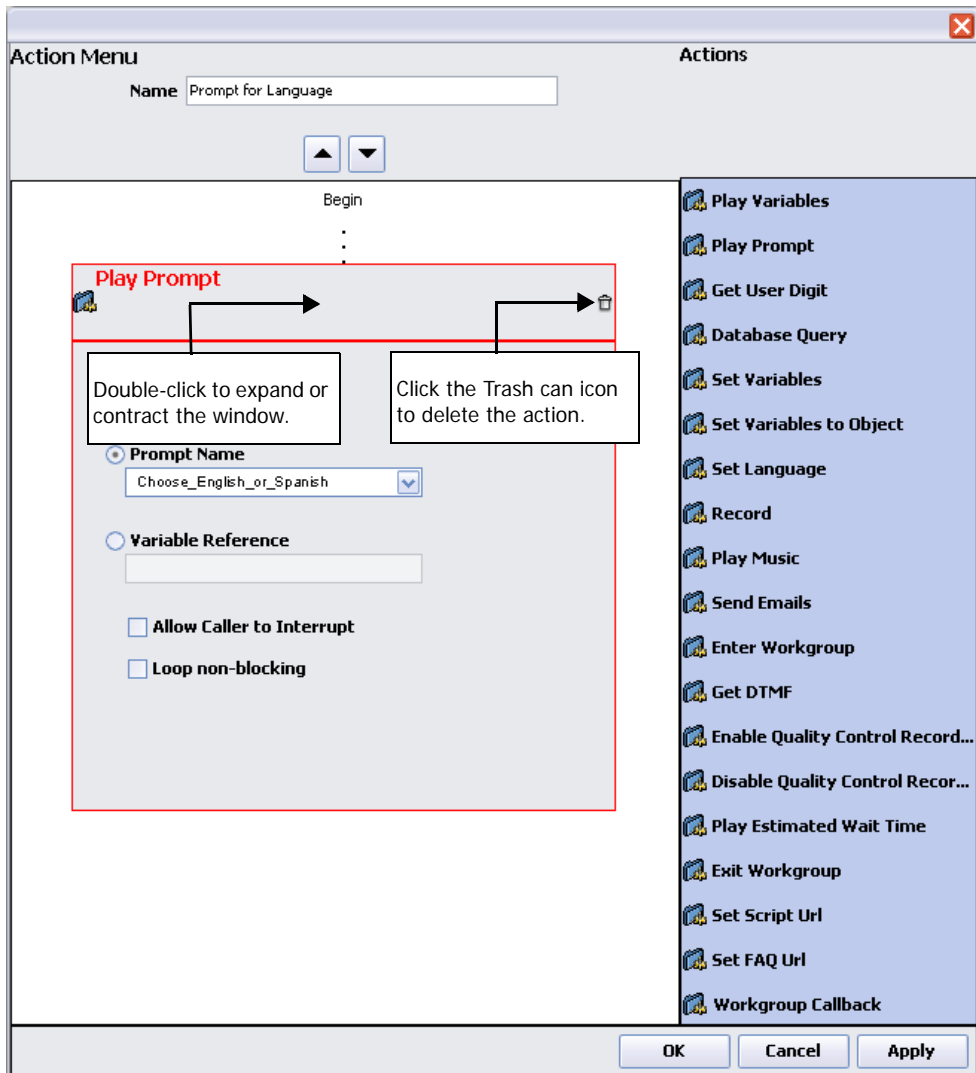 Action Menu
Actions
Name
Prompt for Language
Begin
Play Prompt
Double-click to expand or
contract the window.
Click the Trash can icon
to delete the action.
Prompt Name
Choose_English_or_Spanish
Variable Reference
Allow Caller to Interrupt
Loop non-blocking
Play Variables
Play Prompt
Get User Digit
Database Query
Set Variables
Set Variables to Object
Set Language
Record
Play Music
Send Emails
Enter Workgroup
Get DTMF
Enable Quality Control Record...
Disable Quality Control Recor...
Play Estimated Wait Time
Exit Workgroup
Set Script Url
Set FAQ Url
Workgroup Callback
OK
Cancel
Apply